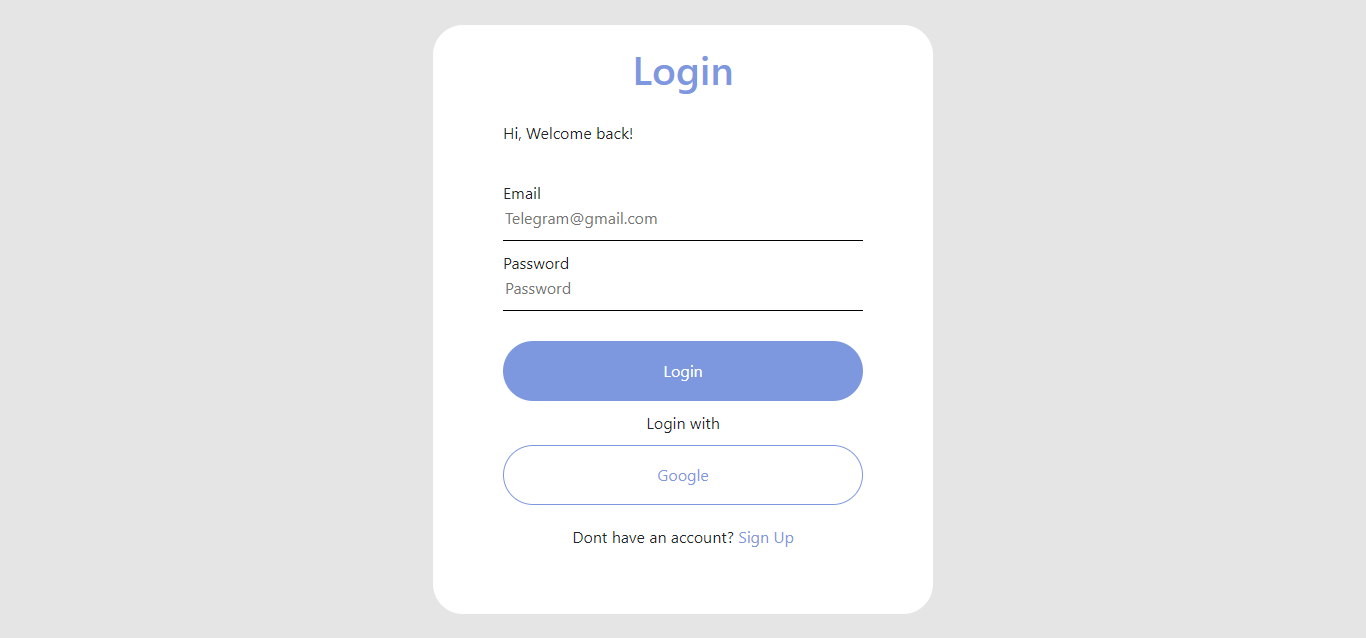 Login
Hi, Welcome back!
Email
Telegram@gmail.com
Password
Password
Login
Login with
Google
Dont have an account? Sign Up